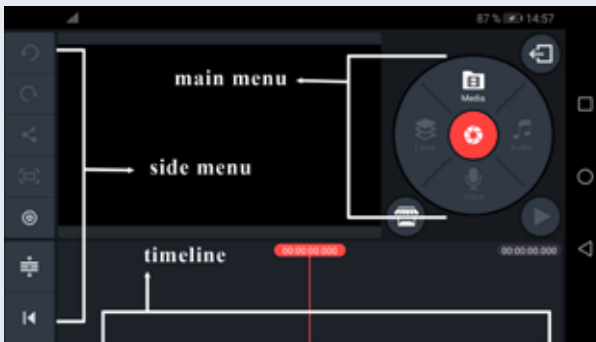 87 % 14:57
main menu
Media
Layer
Audio
side menu
Voice
timeline
00:00:00.000
00:00:00.000